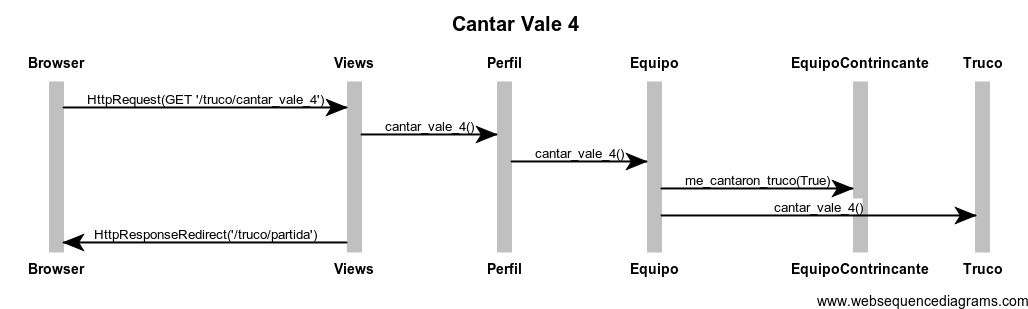 Cantar Vale 4
Browser Views Perfil Equipo EquipoContrincante Truco
HttpRequest(GET '/truco/cantar_vale_4')
cantar_vale_4()
cantar_vale_4()
me_cantaron_truco(True)
cantar_vale_4()
HttpResponseRedirect('/truco/partida')
Browser Views Perfil Equipo EquipoContrincante Truco
www.websequencediagrams.com